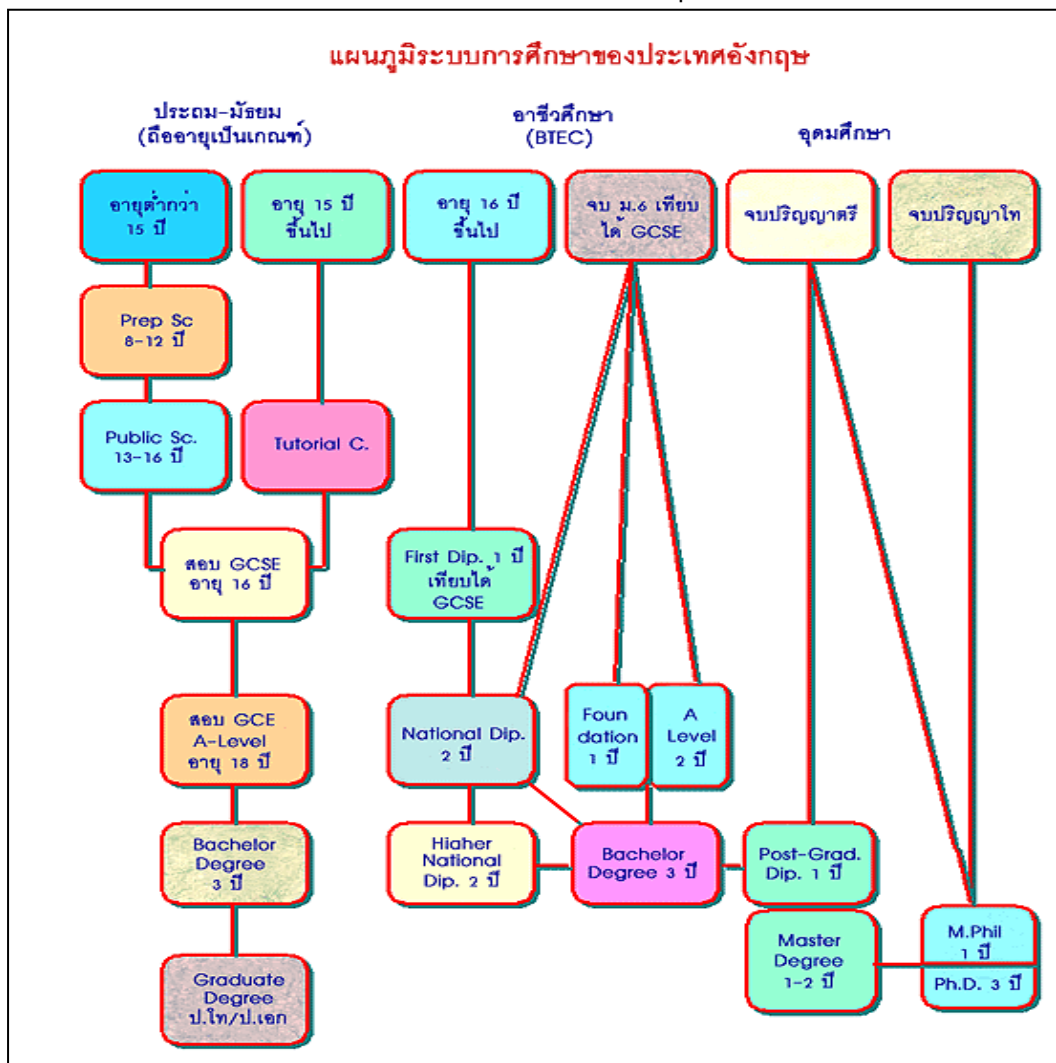 แผนภูมิระบบการศึกษาของประเทศอังกฤษ
ประถม-มัธยม
(ถืออายุเป็นเกณฑ์)
อาชีวศึกษา
(BTEC)
อุดมศึกษา
อายุต่ำกว่า
15 ปี
อายุ 15 ปี
ขึ้นไป
อายุ 16 ปี
ขึ้นไป
จบ ม.6 เทียบ
ได้ GCSE
จบปริญญาตรี
จบปริญญาโท
Prep Sc
8-12 ปี
Public Sc.
13-16 ปี
Tutorial C.
สอบ GCSE
อายุ 16 ปี
First Dip. 1 ปี
เทียบได้
GCSE
สอบ GCE
A-Level
อายุ 18 ปี
National Dip.
2 ปี
Foun
dation
1 ปี
A
Level
2 ปี
Bachelor
Degree
3 ปี
Hiaher
National
Dip. 2 ปี
Bachelor
Degree 3 ปี
Post-Grad.
Dip. 1 ปี
Master
Degree
1-2 ปี
M.Phil
1 ปี
Ph.D. 3 ปี
Graduate
Degree
ป.โท/ป.เอก